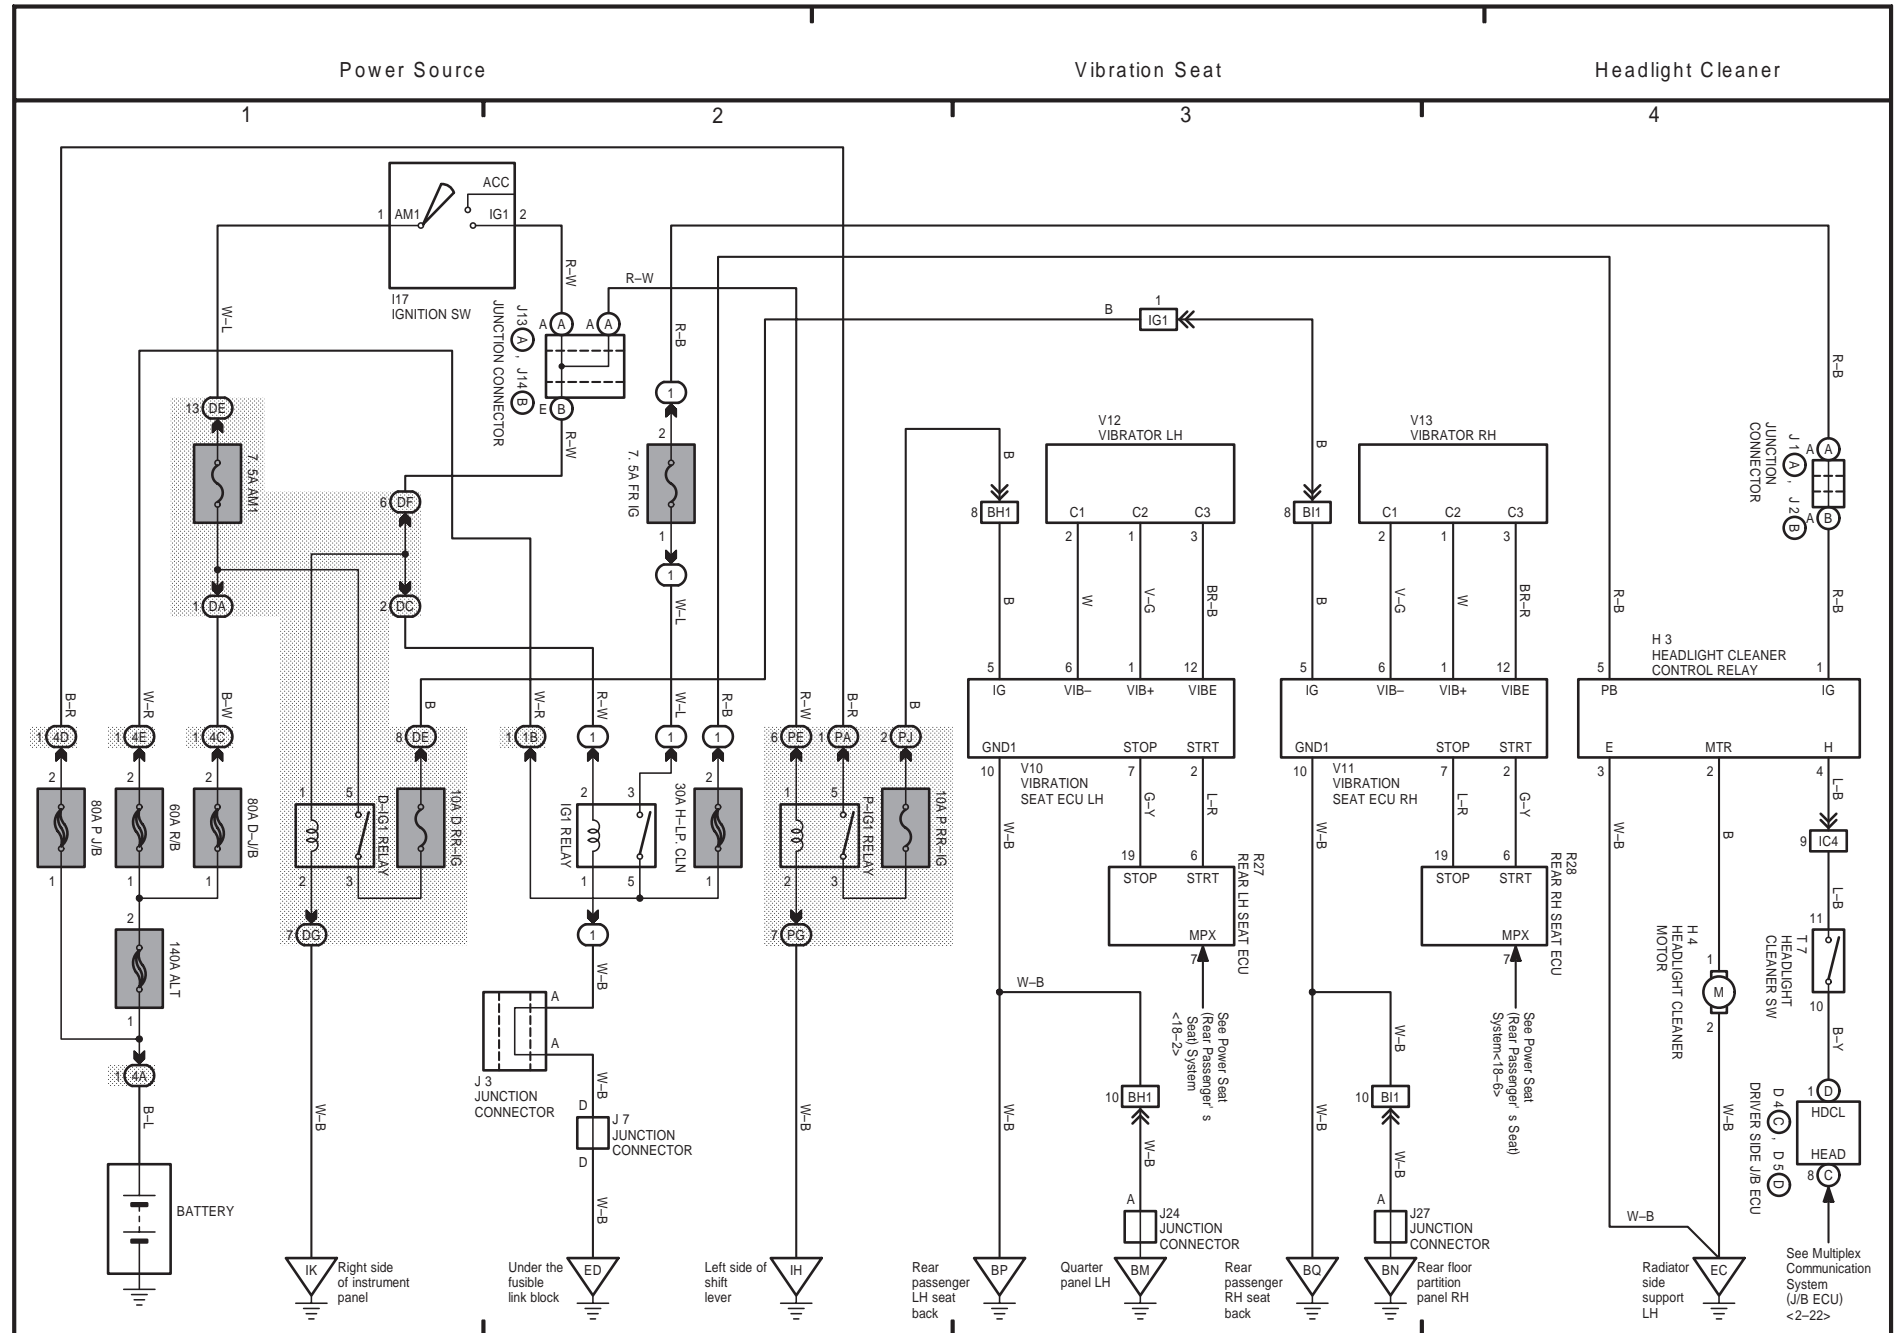 Power Source
Vibration Seat
Headlight Cleaner
1
2
3
4
ACC
1
AM1
IG1
2
I17
IGNITION SW
W–L
R–W
R–W
J13 A , J14 B
JUNCTION CONNECTOR
A
A
A
A
E
B
R–W
R–B
1
2
7. 5A FR IG
1
1
W–L
B
1
IG1
R–B
JUNCTION
CONNECTOR
J 1 A , J 2 B
A
A
A
B
R–B
13
DE
7. 5A AM1
1
DA
6
DF
2
DC
B
8
BH1
B
V12
VIBRATOR LH
C1
C2
C3
2
1
3
W
V–G
BR–B
B
8
BI1
B
V13
VIBRATOR RH
C1
C2
C3
2
1
3
V–G
W
BR–R
R–B
H 3
HEADLIGHT CLEANER
CONTROL RELAY
5
6
1
12
IG
VIB–
VIB+
VIBE
GND1
STOP
STRT
10
7
2
V10
VIBRATION
SEAT ECU LH
5
6
1
12
IG
VIB–
VIB+
VIBE
GND1
STOP
STRT
10
7
2
V11
VIBRATION
SEAT ECU RH
5
1
PB
IG
E
MTR
H
3
2
4
B–R
W–R
B–W
B
W–R
R–W
W–L
R–B
R–W
B–R
B
1
4D
1
4E
1
4C
8
DE
1
1B
1
1
1
6
PE
1
PA
2
PJ
2
80A P J/B
1
2
60A R/B
1
2
80A D–J/B
1
1
5
D–IG1 RELAY
2
3
10A D RR–IG
2
3
IG1 RELAY
1
5
2
30A H–LP. CLN
1
1
5
P–IG1 RELAY
2
3
10A P RR–IG
2
140A ALT
1
1
4A
B–L
BATTERY
7
DG
W–B
1
W–B
A
A
J 3
JUNCTION
CONNECTOR
W–B
D
J 7
JUNCTION
CONNECTOR
D
W–B
7
PG
W–B
W–B
G–Y
L–R
19
6
STOP
STRT
MPX
7
R27
REAR LH SEAT ECU
See Power Seat
(Rear Passenger' s
Seat) System
<18–2>
W–B
W–B
10
BH1
W–B
A
J24
JUNCTION
CONNECTOR
W–B
L–R
G–Y
19
6
STOP
STRT
MPX
7
R28
REAR RH SEAT ECU
See Power Seat
(Rear Passenger' s Seat)
System<18–6>
W–B
W–B
10
BI1
W–B
A
J27
JUNCTION
CONNECTOR
W–B
B
1
M
2
H 4
HEADLIGHT CLEANER
MOTOR
W–B
W–B
L–B
9
IC4
L–B
11
T 7
HEADLIGHT
CLEANER SW
10
B–Y
1
D
HDCL
HEAD
8
C
D 4 C , D 5 D
DRIVER SIDE J/B ECU
IK
Right side
of instrument
panel
Under the
fusible
link block
ED
Left side of
shift
lever
IH
Rear
passenger
LH seat
back
BP
Quarter
panel LH
BM
Rear
passenger
RH seat
back
BQ
BN
Rear floor
partition
panel RH
Radiator
side
support
LH
EC
See Multiplex
Communication
System
(J/B ECU)
<2–22>